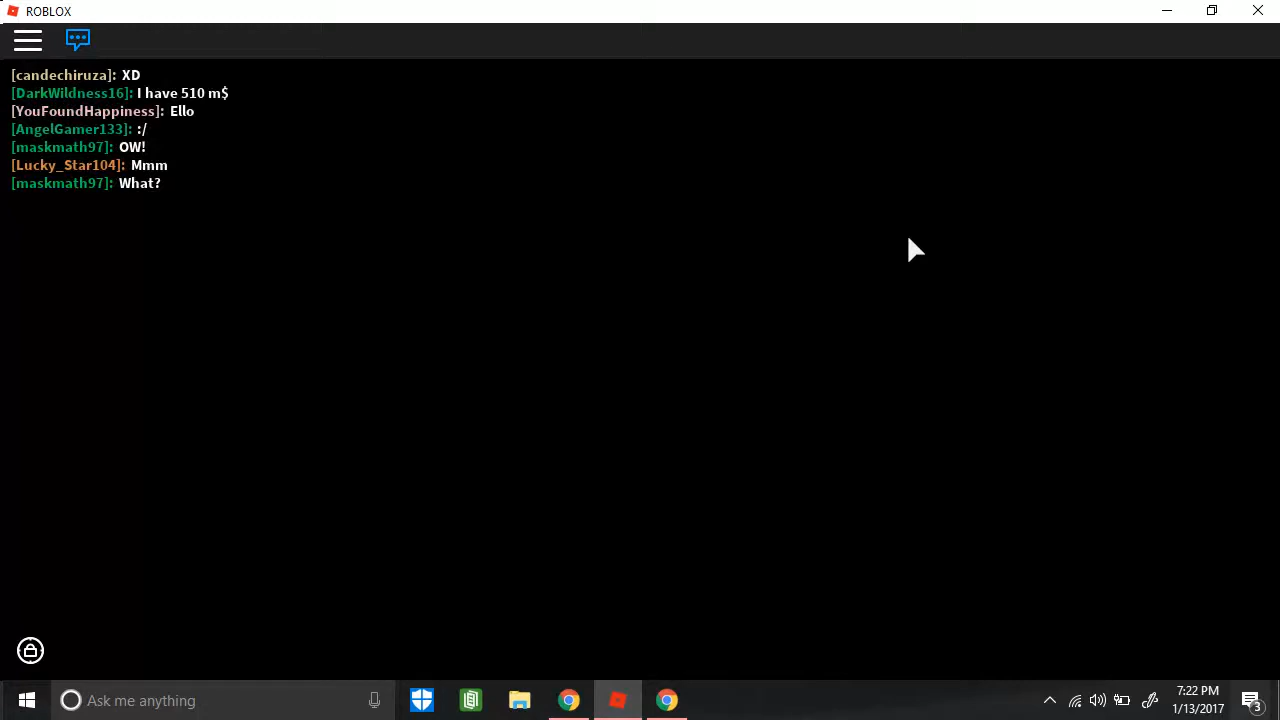 ROBLOX
[candechiruza]: XD
[DarkWildness16]: I have 510 m$
[YouFoundHappiness]: Ello
[AngelGamer133]: :/
[maskmath97]: OW!
[Lucky_Star104]: Mmm
[maskmath97]: What?
Ask me anything
7:22 PM
1/13/2017
3